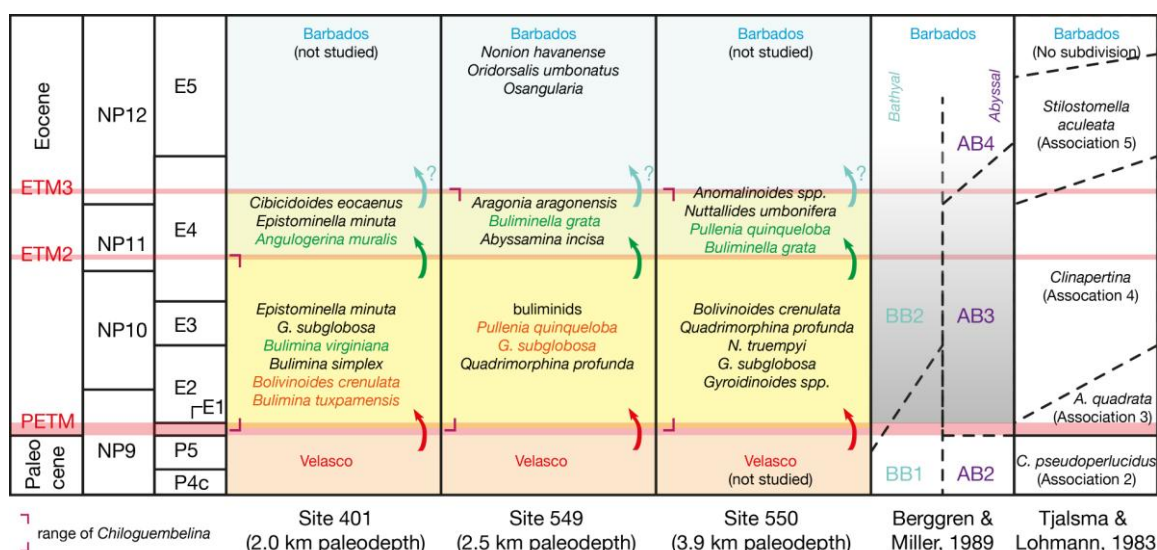 Eocene
Paleo
cene
ETM3
ETM2
PETM
NP12
NP11
NP10
NP9
E5
E4
E3
E2
E1
P5
P4c
Barbados
(not studied)
Cibicidoides eocaenus
Epistominella minuta
Angulogerina muralis
?
Epistominella minuta
G. subglobosa
Bulimina virginiana
Bulimina simplex
Bolivinoides crenulata
Bulimina tuxpamensis
Velasco
Barbados
Nonion havanense
Oridorsalis umbonatus
Osangularia
?
Aragonia aragonensis
Buliminella grata
Abyssamina incisa
buliminids
Pullenia quinqueloba
G. subglobosa
Quadrimorphina profunda
Velasco
Barbados
(not studied)
?
Anomalinoides spp.
Nuttallides umbonifera
Pullenia quinqueloba
Buliminella grata
Bolivinoides crenulata
Quadrimorphina profunda
N. truempyi
G. subglobosa
Gyroidinoides spp.
Velasco
(not studied)
Barbados
Bathyal
Abyssal
AB4
BB2
AB3
BB1
AB2
Barbados
(No subdivision)
Stilostomella
aculeata
(Association 5)
Clinapertina
(Assocation 4)
A. quadrata
(Association 3)
C. pseudoperlucidus
(Association 2)
range of Chiloguembelina
Site 401
(2.0 km paleodepth)
Site 549
(2.5 km paleodepth)
Site 550
(3.9 km paleodepth)
Berggren &
Miller, 1989
Tjalsma &
Lohmann, 1983